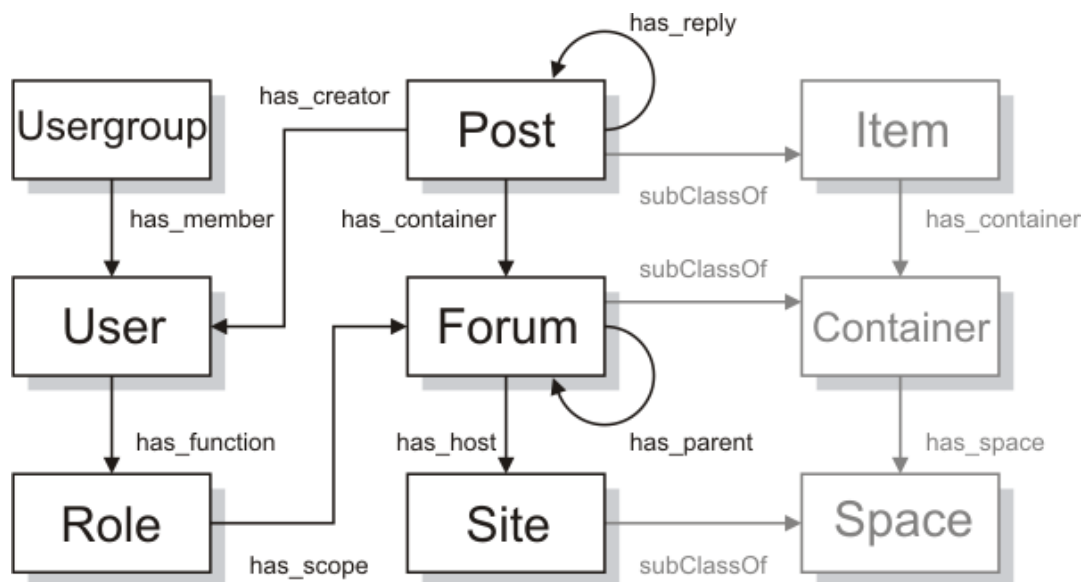 has_reply
has_creator
Usergroup
Post
Item
subClassOf
has_member
has_container
has_container
subClassOf
User
Forum
Container
has_function
has_host
has_parent
has_space
Role
Site
Space
has_scope
subClassOf